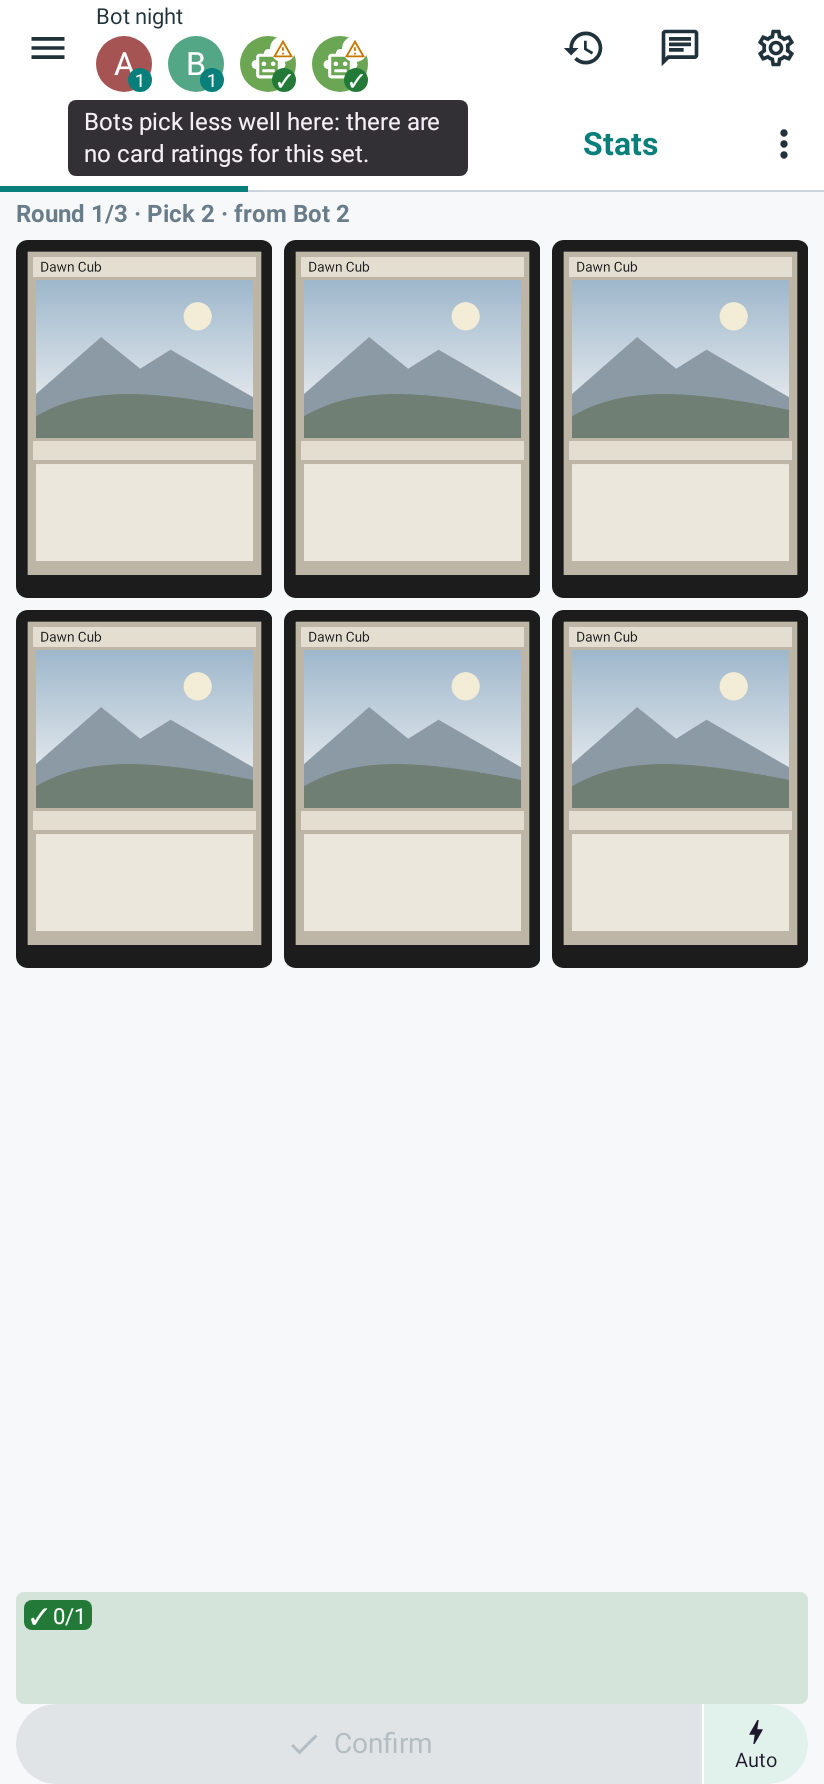 Bot night
A 1
B 1
Bots pick less well here: there are
no card ratings for this set.
Stats
Round 1/3 · Pick 2 · from Bot 2
Dawn Cub
Dawn Cub
Dawn Cub
Dawn Cub
Dawn Cub
Dawn Cub
✓ 0/1
Confirm
Auto